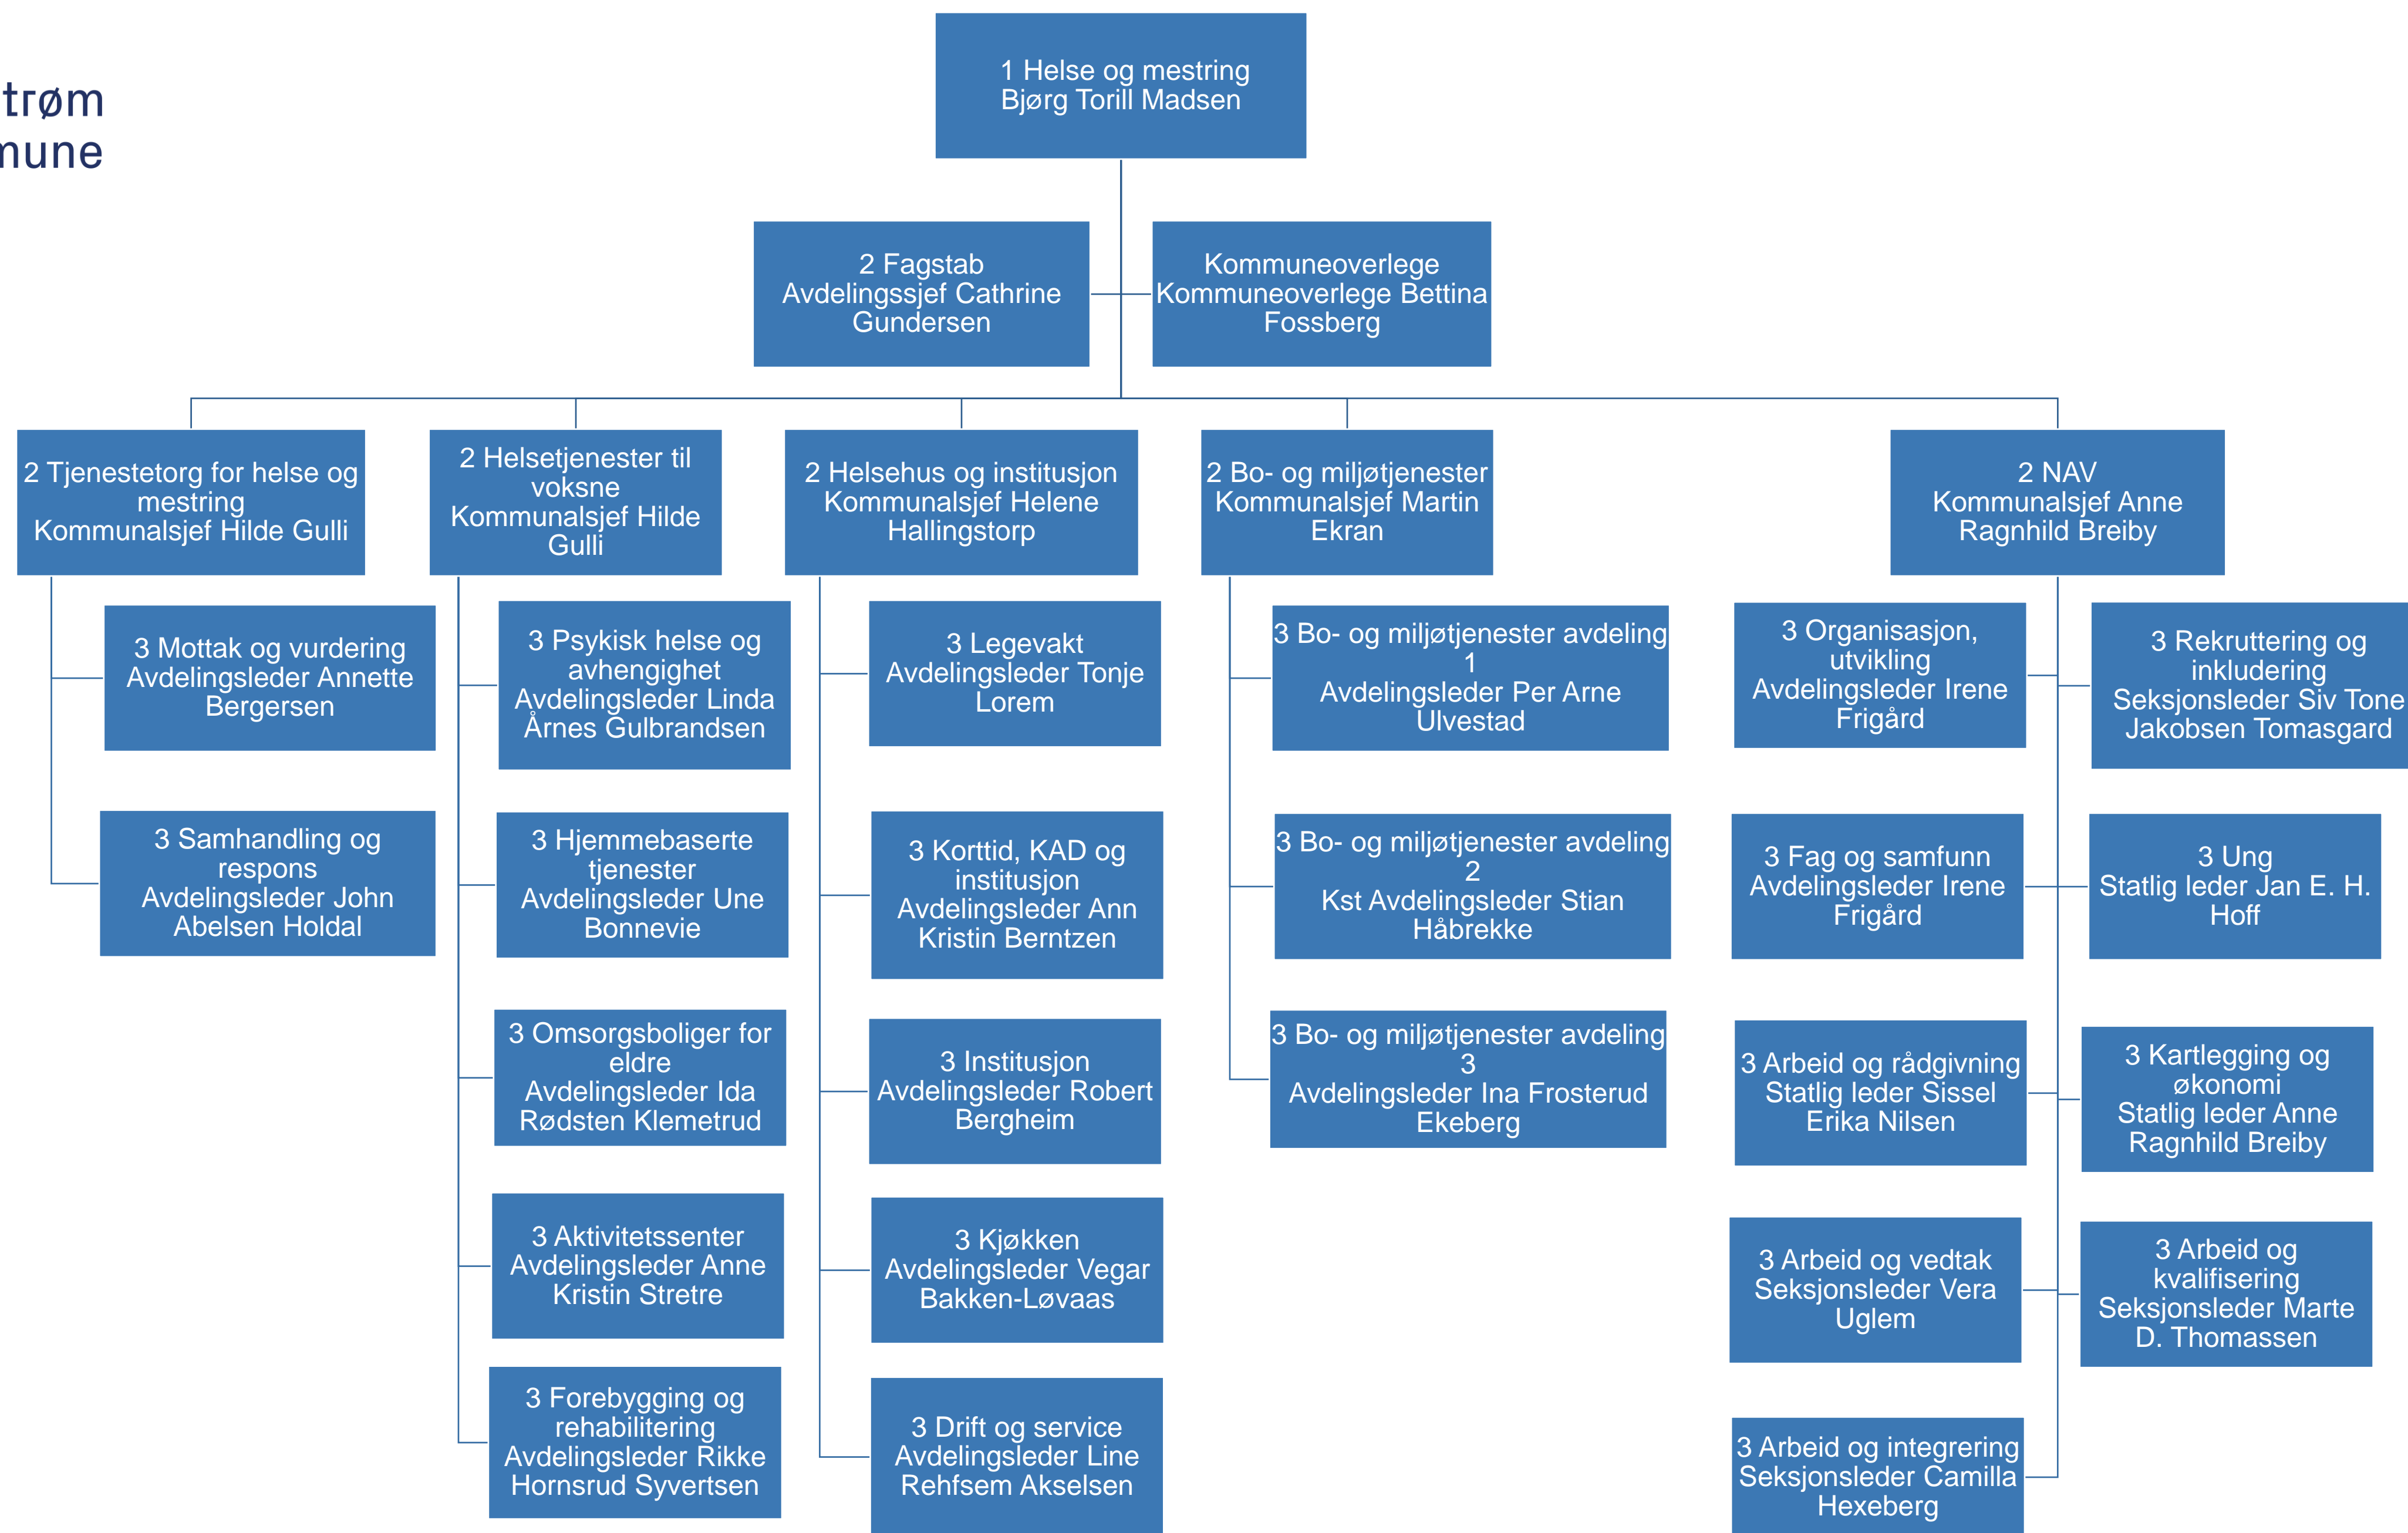 trøm
mune
1 Helse og mestring
Bjørg Torill Madsen
2 Fagstab
Avdelingssjef Cathrine
Gundersen
Kommuneoverlege
Kommuneoverlege Bettina
Fossberg
2 Tjenestetorg for helse og
mestring
Kommunalsjef Hilde Gulli
2 Helsetjenester til
voksne
Kommunalsjef Hilde
Gulli
2 Helsehus og institusjon
Kommunalsjef Helene
Hallingstorp
2 Bo- og miljøtjenester
Kommunalsjef Martin
Ekran
2 NAV
Kommunalsjef Anne
Ragnhild Breiby
3 Mottak og vurdering
Avdelingsleder Annette
Bergersen
3 Samhandling og
respons
Avdelingsleder John
Abelsen Holdal
3 Psykisk helse og
avhengighet
Avdelingsleder Linda
Årnes Gulbrandsen
3 Hjemmebaserte
tjenester
Avdelingsleder Une
Bonnevie
3 Omsorgsboliger for
eldre
Avdelingsleder Ida
Rødsten Klemetrud
3 Aktivitetssenter
Avdelingsleder Anne
Kristin Stretre
3 Forebygging og
rehabilitering
Avdelingsleder Rikke
Hornsrud Syvertsen
3 Legevakt
Avdelingsleder Tonje
Lorem
3 Korttid, KAD og
institusjon
Avdelingsleder Ann
Kristin Berntzen
3 Institusjon
Avdelingsleder Robert
Bergheim
3 Kjøkken
Avdelingsleder Vegar
Bakken-Løvaas
3 Drift og service
Avdelingsleder Line
Rehfsem Akselsen
3 Bo- og miljøtjenester avdeling
1
Avdelingsleder Per Arne
Ulvestad
3 Bo- og miljøtjenester avdeling
2
Kst Avdelingsleder Stian
Håbrekke
3 Bo- og miljøtjenester avdeling
3
Avdelingsleder Ina Frosterud
Ekeberg
3 Organisasjon,
utvikling
Avdelingsleder Irene
Frigård
3 Rekruttering og
inkludering
Seksjonsleder Siv Tone
Jakobsen Tomasgard
3 Fag og samfunn
Avdelingsleder Irene
Frigård
3 Ung
Statlig leder Jan E. H.
Hoff
3 Arbeid og rådgivning
Statlig leder Sissel
Erika Nilsen
3 Kartlegging og
økonomi
Statlig leder Anne
Ragnhild Breiby
3 Arbeid og vedtak
Seksjonsleder Vera
Uglem
3 Arbeid og
kvalifisering
Seksjonsleder Marte
D. Thomassen
3 Arbeid og integrering
Seksjonsleder Camilla
Hexeberg